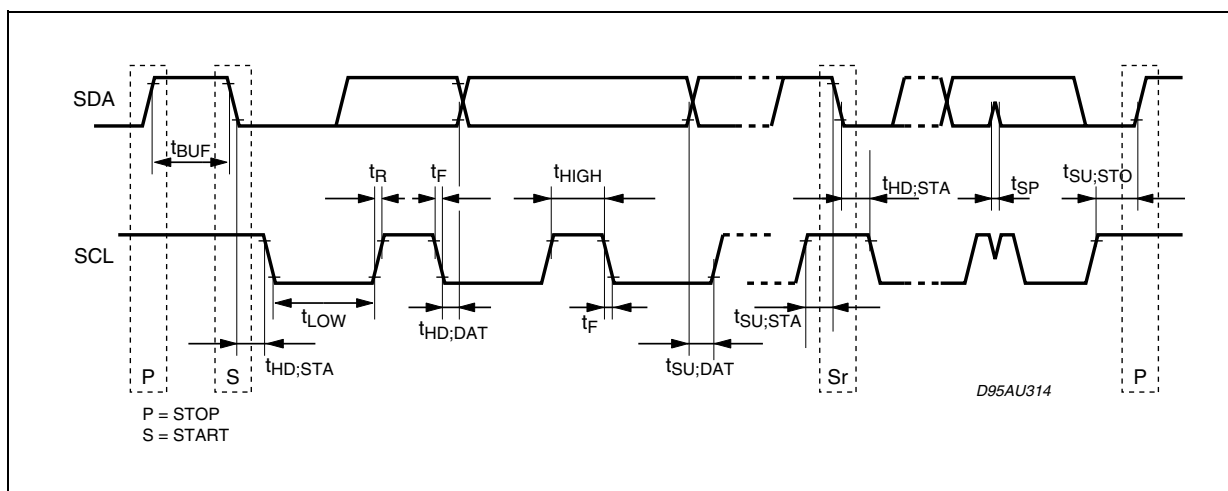 SDA
tBUF
tR
tF
tHIGH
tHD;STA
tSP
tSU;STO
SCL
tLOW
tHD;DAT
tF
tSU;STA
tHD;STA
tSU;DAT
P
S
Sr
D95AU314
P
P = STOP
S = START